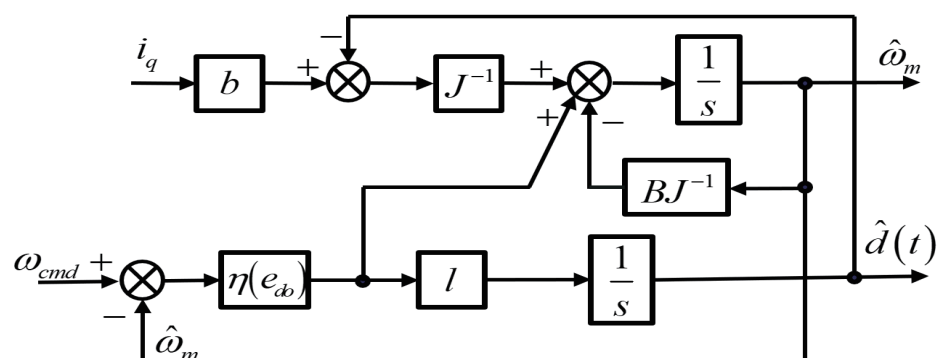 −
i_q
+
b
J⁻¹
+
1/s
ω̂_m
+
−
BJ⁻¹
d̂(t)
ω_cmd
+
η(e_do)
l
1/s
−
ω̂_m